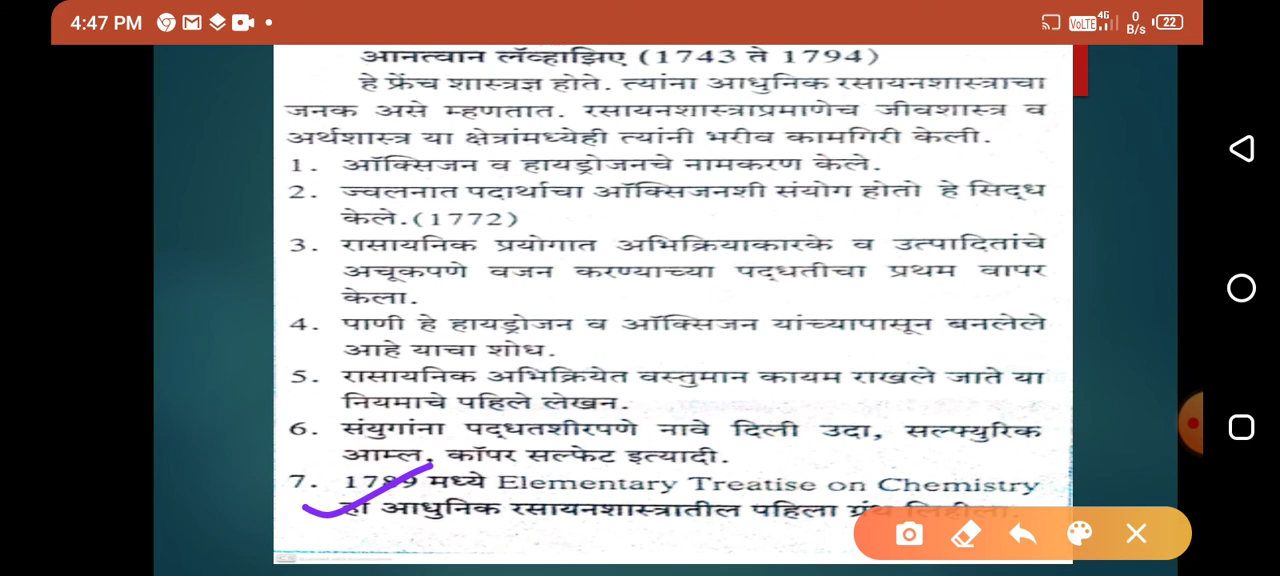 4:47 PM
VoLTE 4G 0 B/s 22
आनत्वान लॅव्हाझिए (1743 ते 1794)
हे फ्रेंच शास्त्रज्ञ होते. त्यांना आधुनिक रसायनशास्त्राचा
जनक असे म्हणतात. रसायनशास्त्राप्रमाणेच जीवशास्त्र व
अर्थशास्त्र या क्षेत्रांमध्येही त्यांनी भरीव कामगिरी केली.
1. ऑक्सिजन व हायड्रोजनचे नामकरण केले.
2. ज्वलनात पदार्थाचा ऑक्सिजनशी संयोग होतो हे सिद्ध
केले.(1772)
3. रासायनिक प्रयोगात अभिक्रियाकारके व उत्पादितांचे
अचूकपणे वजन करण्याच्या पद्धतीचा प्रथम वापर
केला.
4. पाणी हे हायड्रोजन व ऑक्सिजन यांच्यापासून बनलेले
आहे याचा शोध.
5. रासायनिक अभिक्रियेत वस्तुमान कायम राखले जाते या
नियमाचे पहिले लेखन.
6. संयुगांना पद्धतशीरपणे नावे दिली उदा, सल्फ्युरिक
आम्ल, कॉपर सल्फेट इत्यादी.
7. 1789 मध्ये Elementary Treatise on Chemistry
हा आधुनिक रसायनशास्त्रातील पहिला ग्रंथ लिहीला.